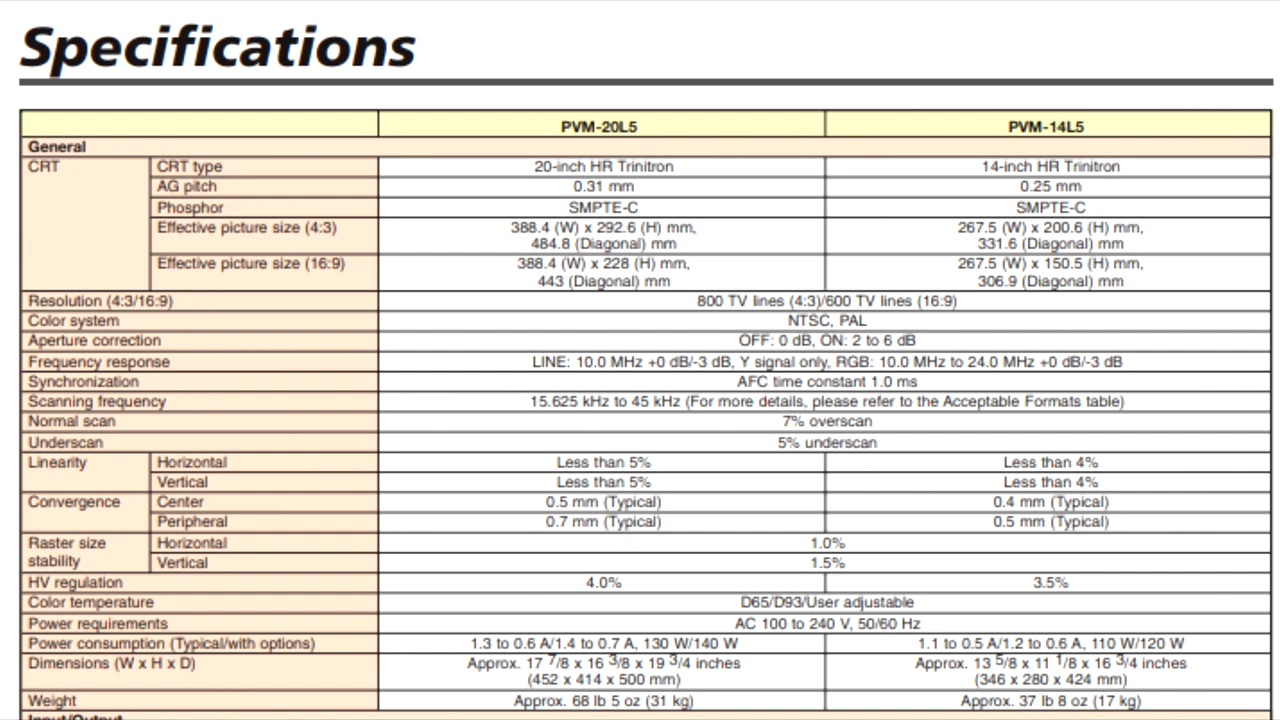 Specifications
PVM-20L5 PVM-14L5
General
CRT CRT type 20-inch HR Trinitron 14-inch HR Trinitron
AG pitch 0.31 mm 0.25 mm
Phosphor SMPTE-C SMPTE-C
Effective picture size (4:3) 388.4 (W) x 292.6 (H) mm, 267.5 (W) x 200.6 (H) mm,
484.8 (Diagonal) mm 331.6 (Diagonal) mm
Effective picture size (16:9) 388.4 (W) x 228 (H) mm, 267.5 (W) x 150.5 (H) mm,
443 (Diagonal) mm 306.9 (Diagonal) mm
Resolution (4:3/16:9) 800 TV lines (4:3)/600 TV lines (16:9)
Color system NTSC, PAL
Aperture correction OFF: 0 dB, ON: 2 to 6 dB
Frequency response LINE: 10.0 MHz +0 dB/-3 dB, Y signal only, RGB: 10.0 MHz to 24.0 MHz +0 dB/-3 dB
Synchronization AFC time constant 1.0 ms
Scanning frequency 15.625 kHz to 45 kHz (For more details, please refer to the Acceptable Formats table)
Normal scan 7% overscan
Underscan 5% underscan
Linearity Horizontal Less than 5% Less than 4%
Vertical Less than 5% Less than 4%
Convergence Center 0.5 mm (Typical) 0.4 mm (Typical)
Peripheral 0.7 mm (Typical) 0.5 mm (Typical)
Raster size Horizontal 1.0%
stability Vertical 1.5%
HV regulation 4.0% 3.5%
Color temperature D65/D93/User adjustable
Power requirements AC 100 to 240 V, 50/60 Hz
Power consumption (Typical/with options) 1.3 to 0.6 A/1.4 to 0.7 A, 130 W/140 W 1.1 to 0.5 A/1.2 to 0.6 A, 110 W/120 W
Dimensions (W x H x D) Approx. 17 7/8 x 16 3/8 x 19 3/4 inches Approx. 13 5/8 x 11 1/8 x 16 3/4 inches
(452 x 414 x 500 mm) (346 x 280 x 424 mm)
Weight Approx. 68 lb 5 oz (31 kg) Approx. 37 lb 8 oz (17 kg)
Input/Output